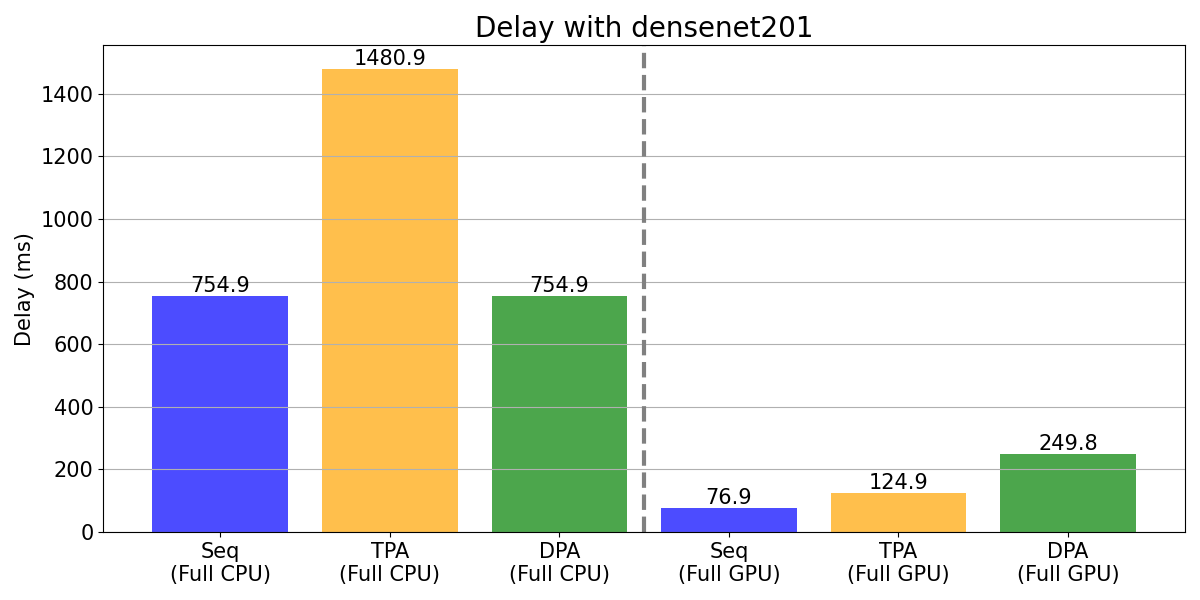 Delay with densenet201
Delay (ms)
1400
1200
1000
800
600
400
200
0
754.9
1480.9
754.9
76.9
124.9
249.8
Seq
(Full CPU)
TPA
(Full CPU)
DPA
(Full CPU)
Seq
(Full GPU)
TPA
(Full GPU)
DPA
(Full GPU)